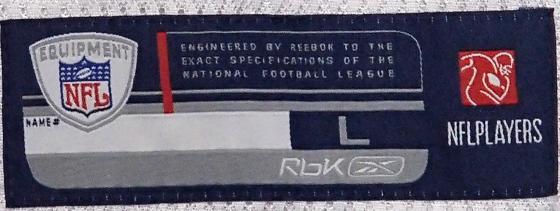 EQUIPMENT
NFL
ENGINEERED BY REEBOK TO THE
EXACT SPECIFICATIONS OF THE
NATIONAL FOOTBALL LEAGUE
NAME#
L
RbK
NFLPLAYERS